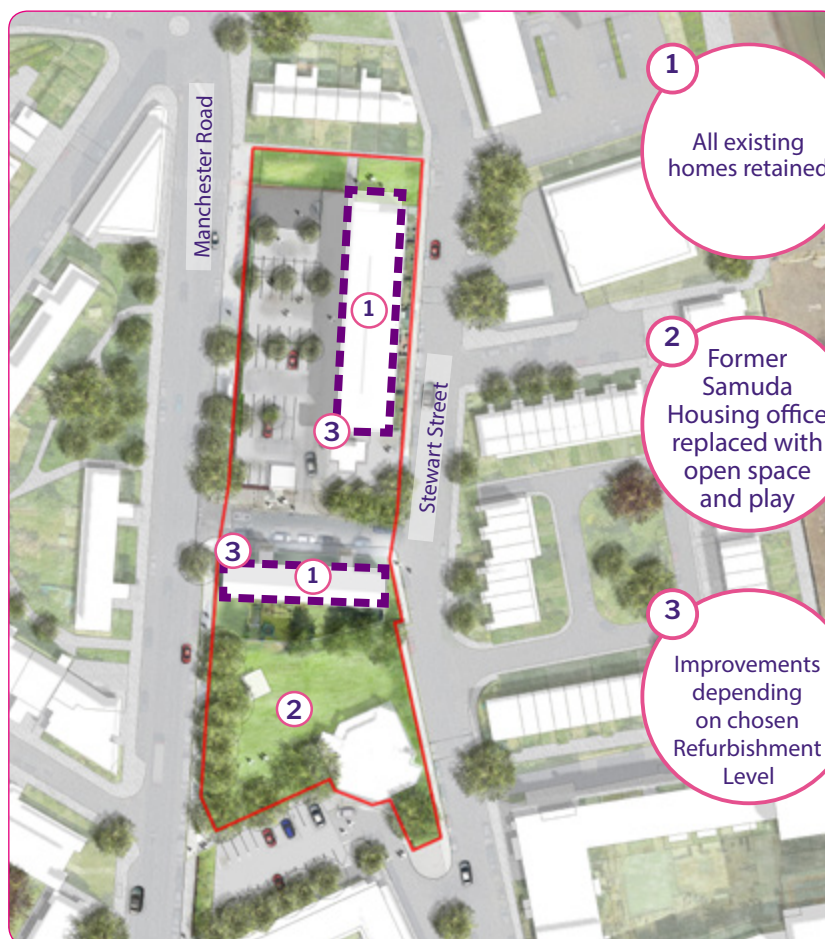 Manchester Road
Stewart Street
1
3
3
1
2
1
All existing
homes retained
2
Former
Samuda
Housing office
replaced with
open space
and play
3
Improvements
depending
on chosen
Refurbishment
Level